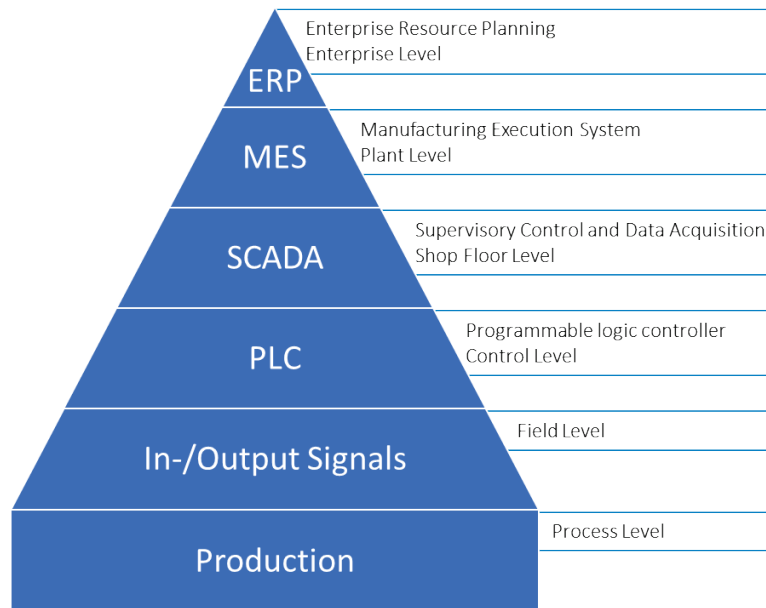 ERP
Enterprise Resource Planning
Enterprise Level
MES
Manufacturing Execution System
Plant Level
SCADA
Supervisory Control and Data Acquisition
Shop Floor Level
PLC
Programmable logic controller
Control Level
In-/Output Signals
Field Level
Production
Process Level